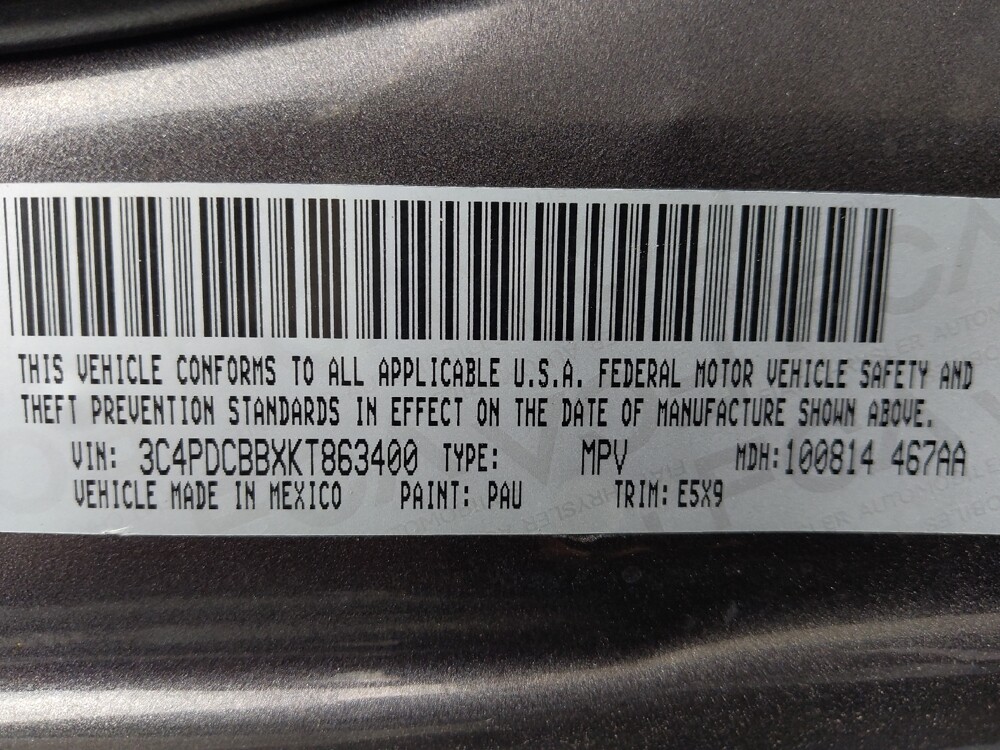 THIS VEHICLE CONFORMS TO ALL APPLICABLE U.S.A. FEDERAL MOTOR VEHICLE SAFETY AND
THEFT PREVENTION STANDARDS IN EFFECT ON THE DATE OF MANUFACTURE SHOWN ABOVE.
VIN: 3C4PDCBBXKT863400 TYPE: MPV MDH: 100814 467AA
VEHICLE MADE IN MEXICO PAINT: PAU TRIM: E5X9